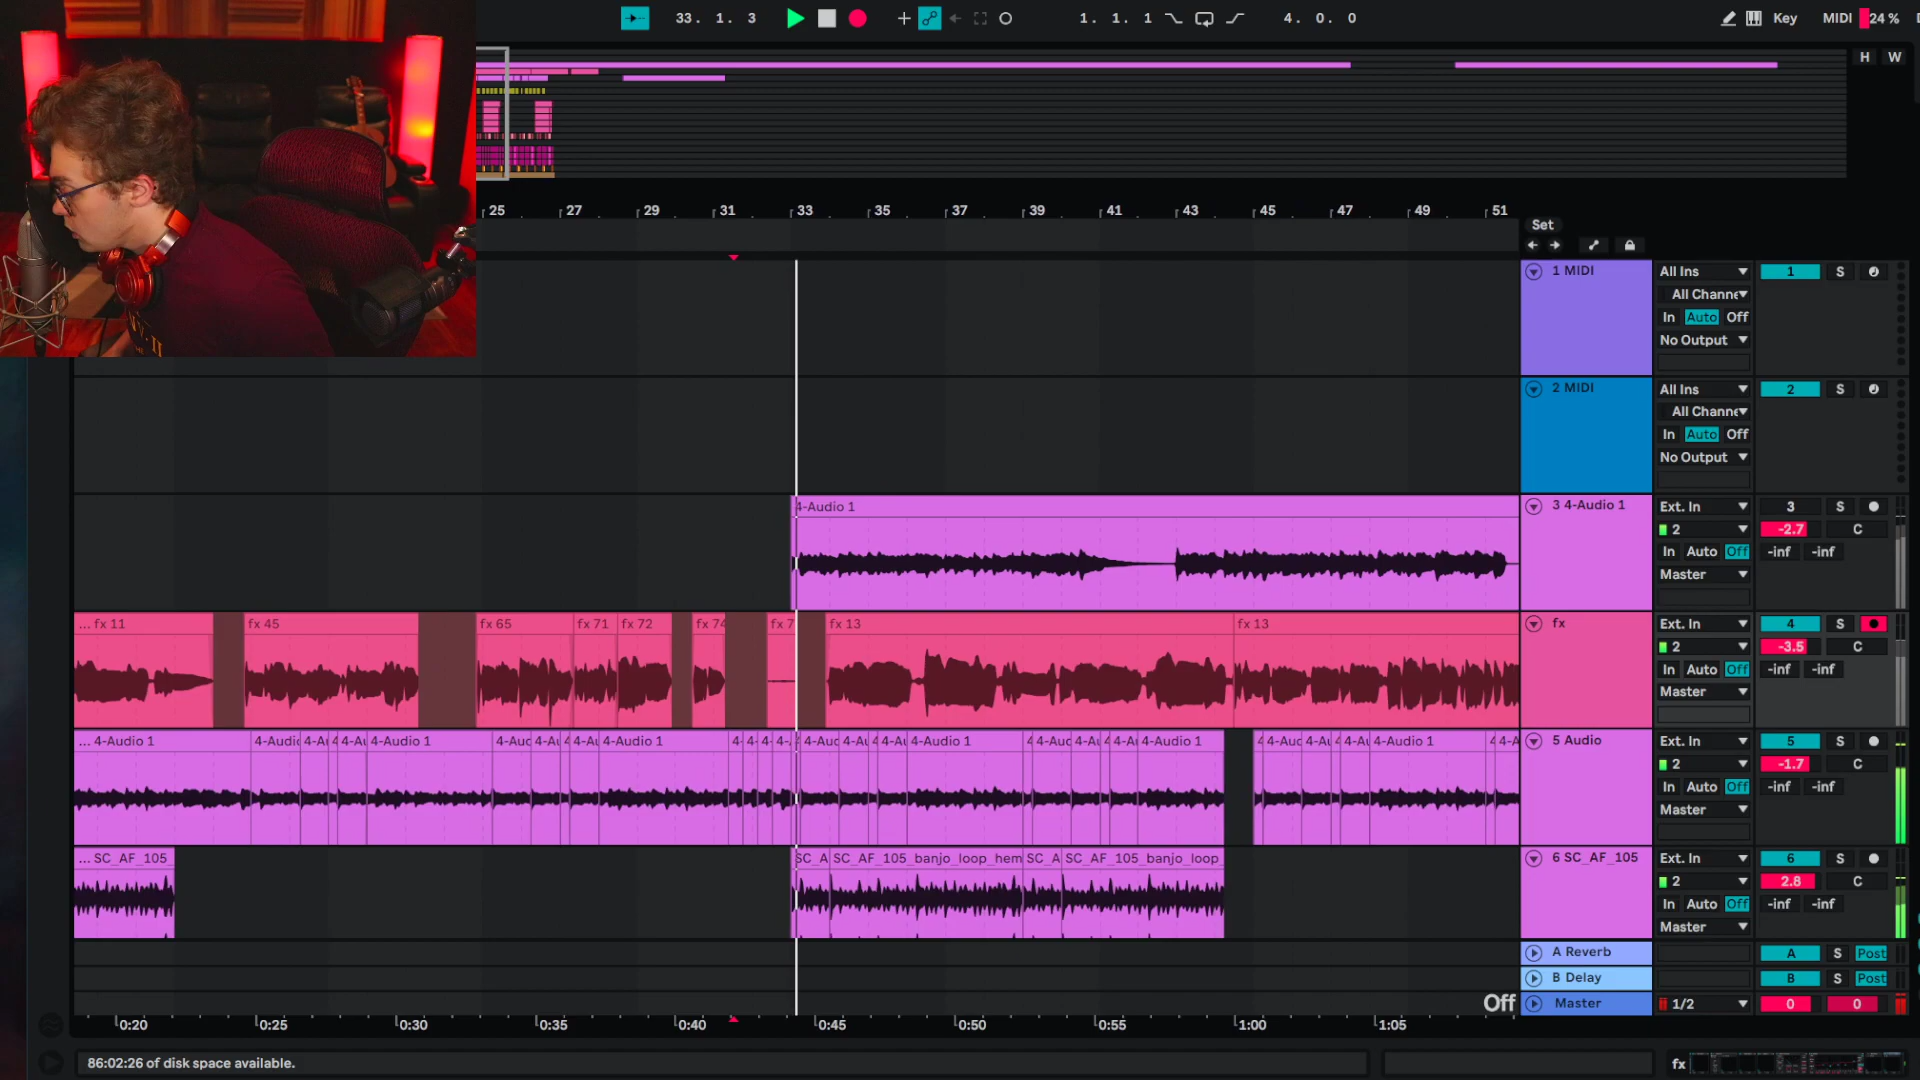 33. 1. 3
1. 1. 1
4. 0. 0
Key
MIDI
24 %
H
W
25
27
29
31
33
35
37
39
41
43
45
47
49
51
Set
1 MIDI
All Ins
1
S
All Channe
In Auto Off
No Output
2 MIDI
All Ins
2
S
All Channe
In Auto Off
No Output
4-Audio 1
3 4-Audio 1
Ext. In
3
S
2
-2.7
C
In Auto Off
-inf
-inf
Master
... fx 11
fx 45
fx 65
fx 71
fx 72
fx 74
fx 7
fx 13
fx 13
fx
Ext. In
4
S
2
-3.5
C
In Auto Off
-inf
-inf
Master
... 4-Audio 1
4-Audio 1
4-Audio 1
4-Audio 1
4-Audio 1
4-Audio 1
5 Audio
Ext. In
5
S
2
-1.7
C
In Auto Off
-inf
-inf
Master
... SC_AF_105
SC_A
SC_AF_105_banjo_loop_hem
SC_A
SC_AF_105_banjo_loop
6 SC_AF_105
Ext. In
6
S
2
2.8
C
In Auto Off
-inf
-inf
Master
A Reverb
A
S
Post
B Delay
B
S
Post
Off
Master
1/2
0
0
0:20
0:25
0:30
0:35
0:40
0:45
0:50
0:55
1:00
1:05
86:02:26 of disk space available.
fx